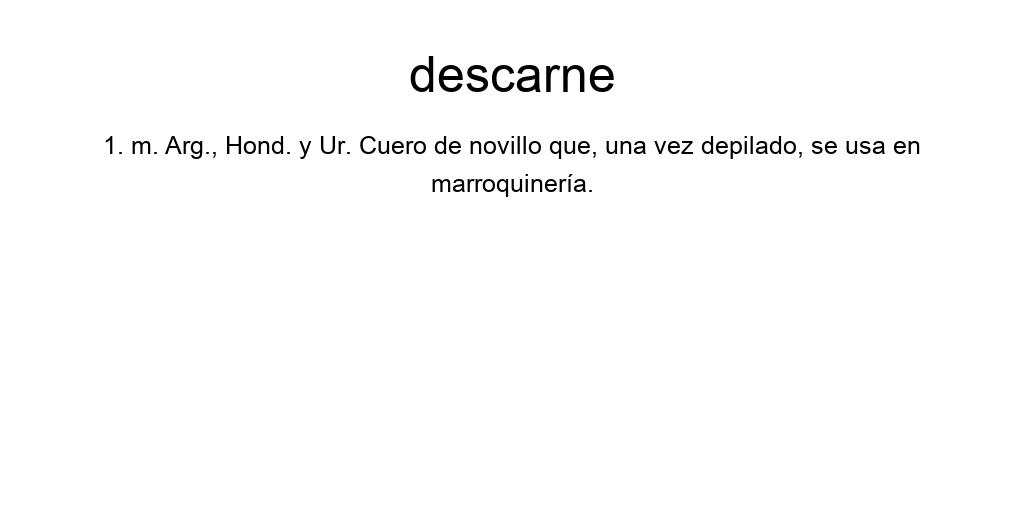 descarne
1. m. Arg., Hond. y Ur. Cuero de novillo que, una vez depilado, se usa en
marroquinería.